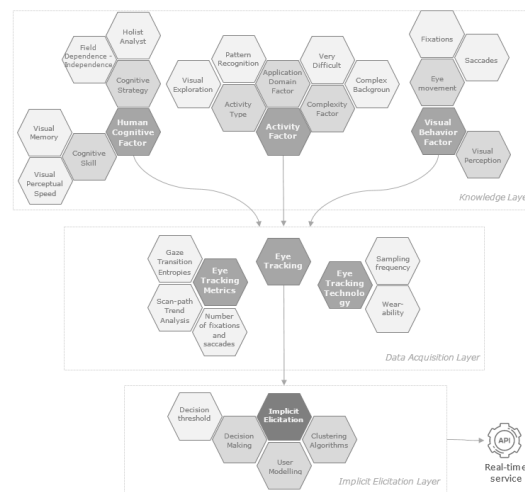 Holist
Analyst
Field
Dependence -
Independence
Cognitive
Strategy
Human
Cognitive
Factor
Visual
Memory
Cognitive
Skill
Visual
Perceptual
Speed
Pattern
Recognition
Visual
Exploration
Activity
Type
Application
Domain
Factor
Very
Difficult
Complex
Backgroun
Complexity
Factor
Activity
Factor
Fixations
Saccades
Eye
movement
Visual
Behavior
Factor
Visual
Perception
Knowledge Laye
Gaze
Transition
Entropies
Eye
Tracking
Metrics
Scan-path
Trend
Analysis
Number
of fixations
and
saccades
Eye
Tracking
Eye
Tracking
Technolo
gy
Sampling
frequency
Wear-
ability
Data Acquisition Layer
Decision
threshold
Decision
Making
Implicit
Elicitation
User
Modelling
Clustering
Algorithms
Implicit Elicitation Layer
API
Real-time
service